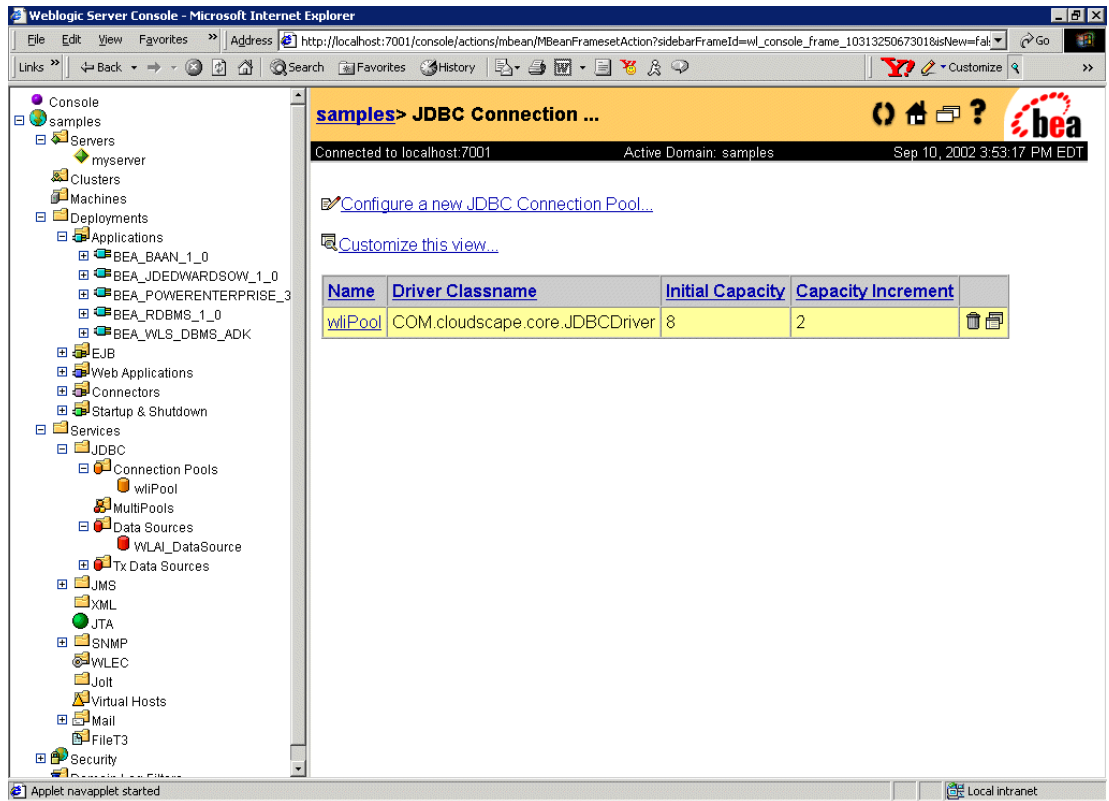 Weblogic Server Console - Microsoft Internet Explorer
File Edit View Favorites » Address http://localhost:7001/console/actions/mbean/MBeanFramesetAction?sidebarFrameId=wl_console_frame_1031325067301&isNew=fal Go
Links » Back Search Favorites History Y! Customize »
Console
samples
Servers
myserver
Clusters
Machines
Deployments
Applications
BEA_BAAN_1_0
BEA_JDEDWARDSOW_1_0
BEA_POWERENTERPRISE_3
BEA_RDBMS_1_0
BEA_WLS_DBMS_ADK
EJB
Web Applications
Connectors
Startup & Shutdown
Services
JDBC
Connection Pools
wliPool
MultiPools
Data Sources
WLAI_DataSource
Tx Data Sources
JMS
XML
JTA
SNMP
WLEC
Jolt
Virtual Hosts
Mail
FileT3
Security
Domain Log Filters
samples> JDBC Connection ...
? bea
Connected to localhost:7001 Active Domain: samples Sep 10, 2002 3:53:17 PM EDT
Configure a new JDBC Connection Pool...
Customize this view...
Name Driver Classname Initial Capacity Capacity Increment
wliPool COM.cloudscape.core.JDBCDriver 8 2
Applet navapplet started Local intranet